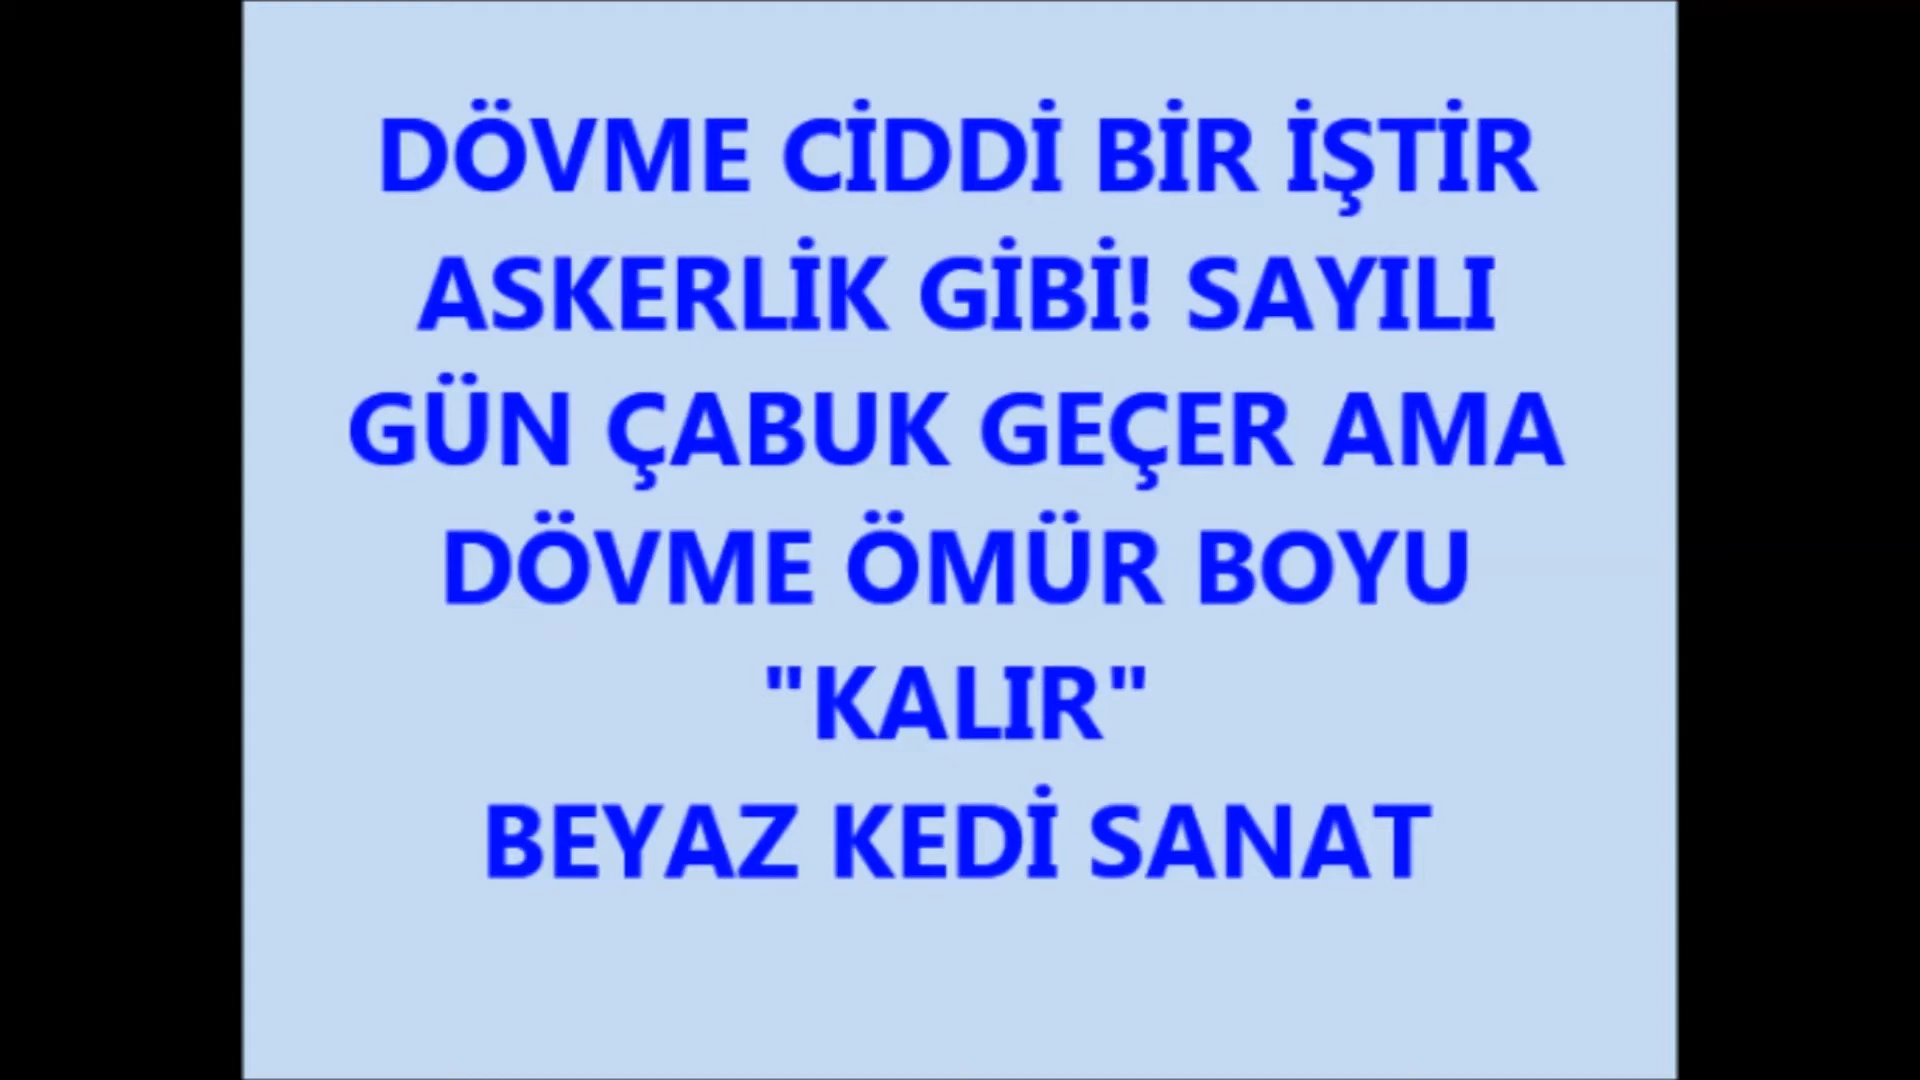 DÖVME CİDDİ BİR İŞTİR
ASKERLİK GİBİ! SAYILI
GÜN ÇABUK GEÇER AMA
DÖVME ÖMÜR BOYU
"KALIR"
BEYAZ KEDİ SANAT